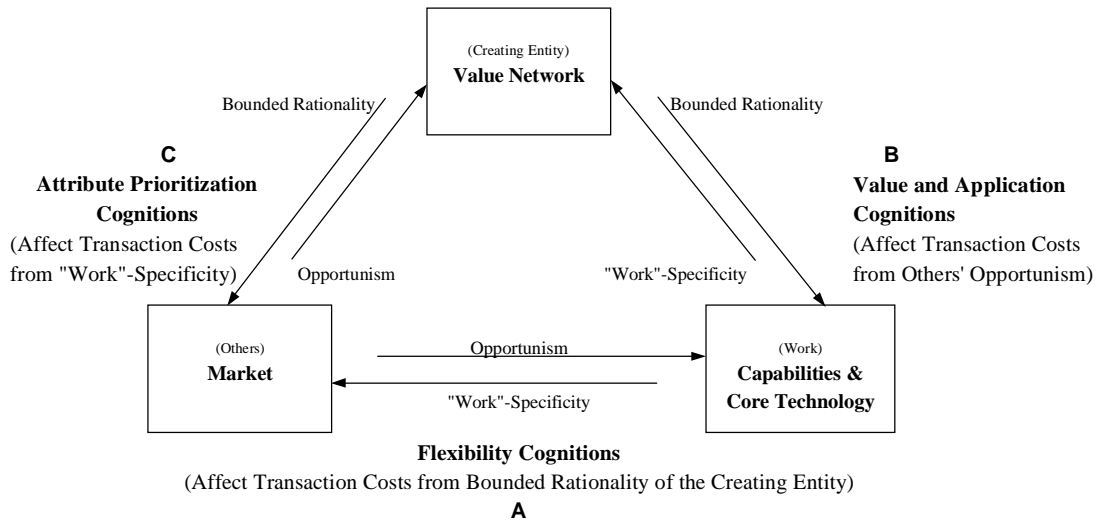 (Creating Entity)
Value Network
Bounded Rationality
Bounded Rationality
C
Attribute Prioritization
Cognitions
(Affect Transaction Costs
from "Work"-Specificity)
B
Value and Application
Cognitions
(Affect Transaction Costs
from Others' Opportunism)
Opportunism
"Work"-Specificity
(Others)
Market
Opportunism
"Work"-Specificity
(Work)
Capabilities &
Core Technology
Flexibility Cognitions
(Affect Transaction Costs from Bounded Rationality of the Creating Entity)
A